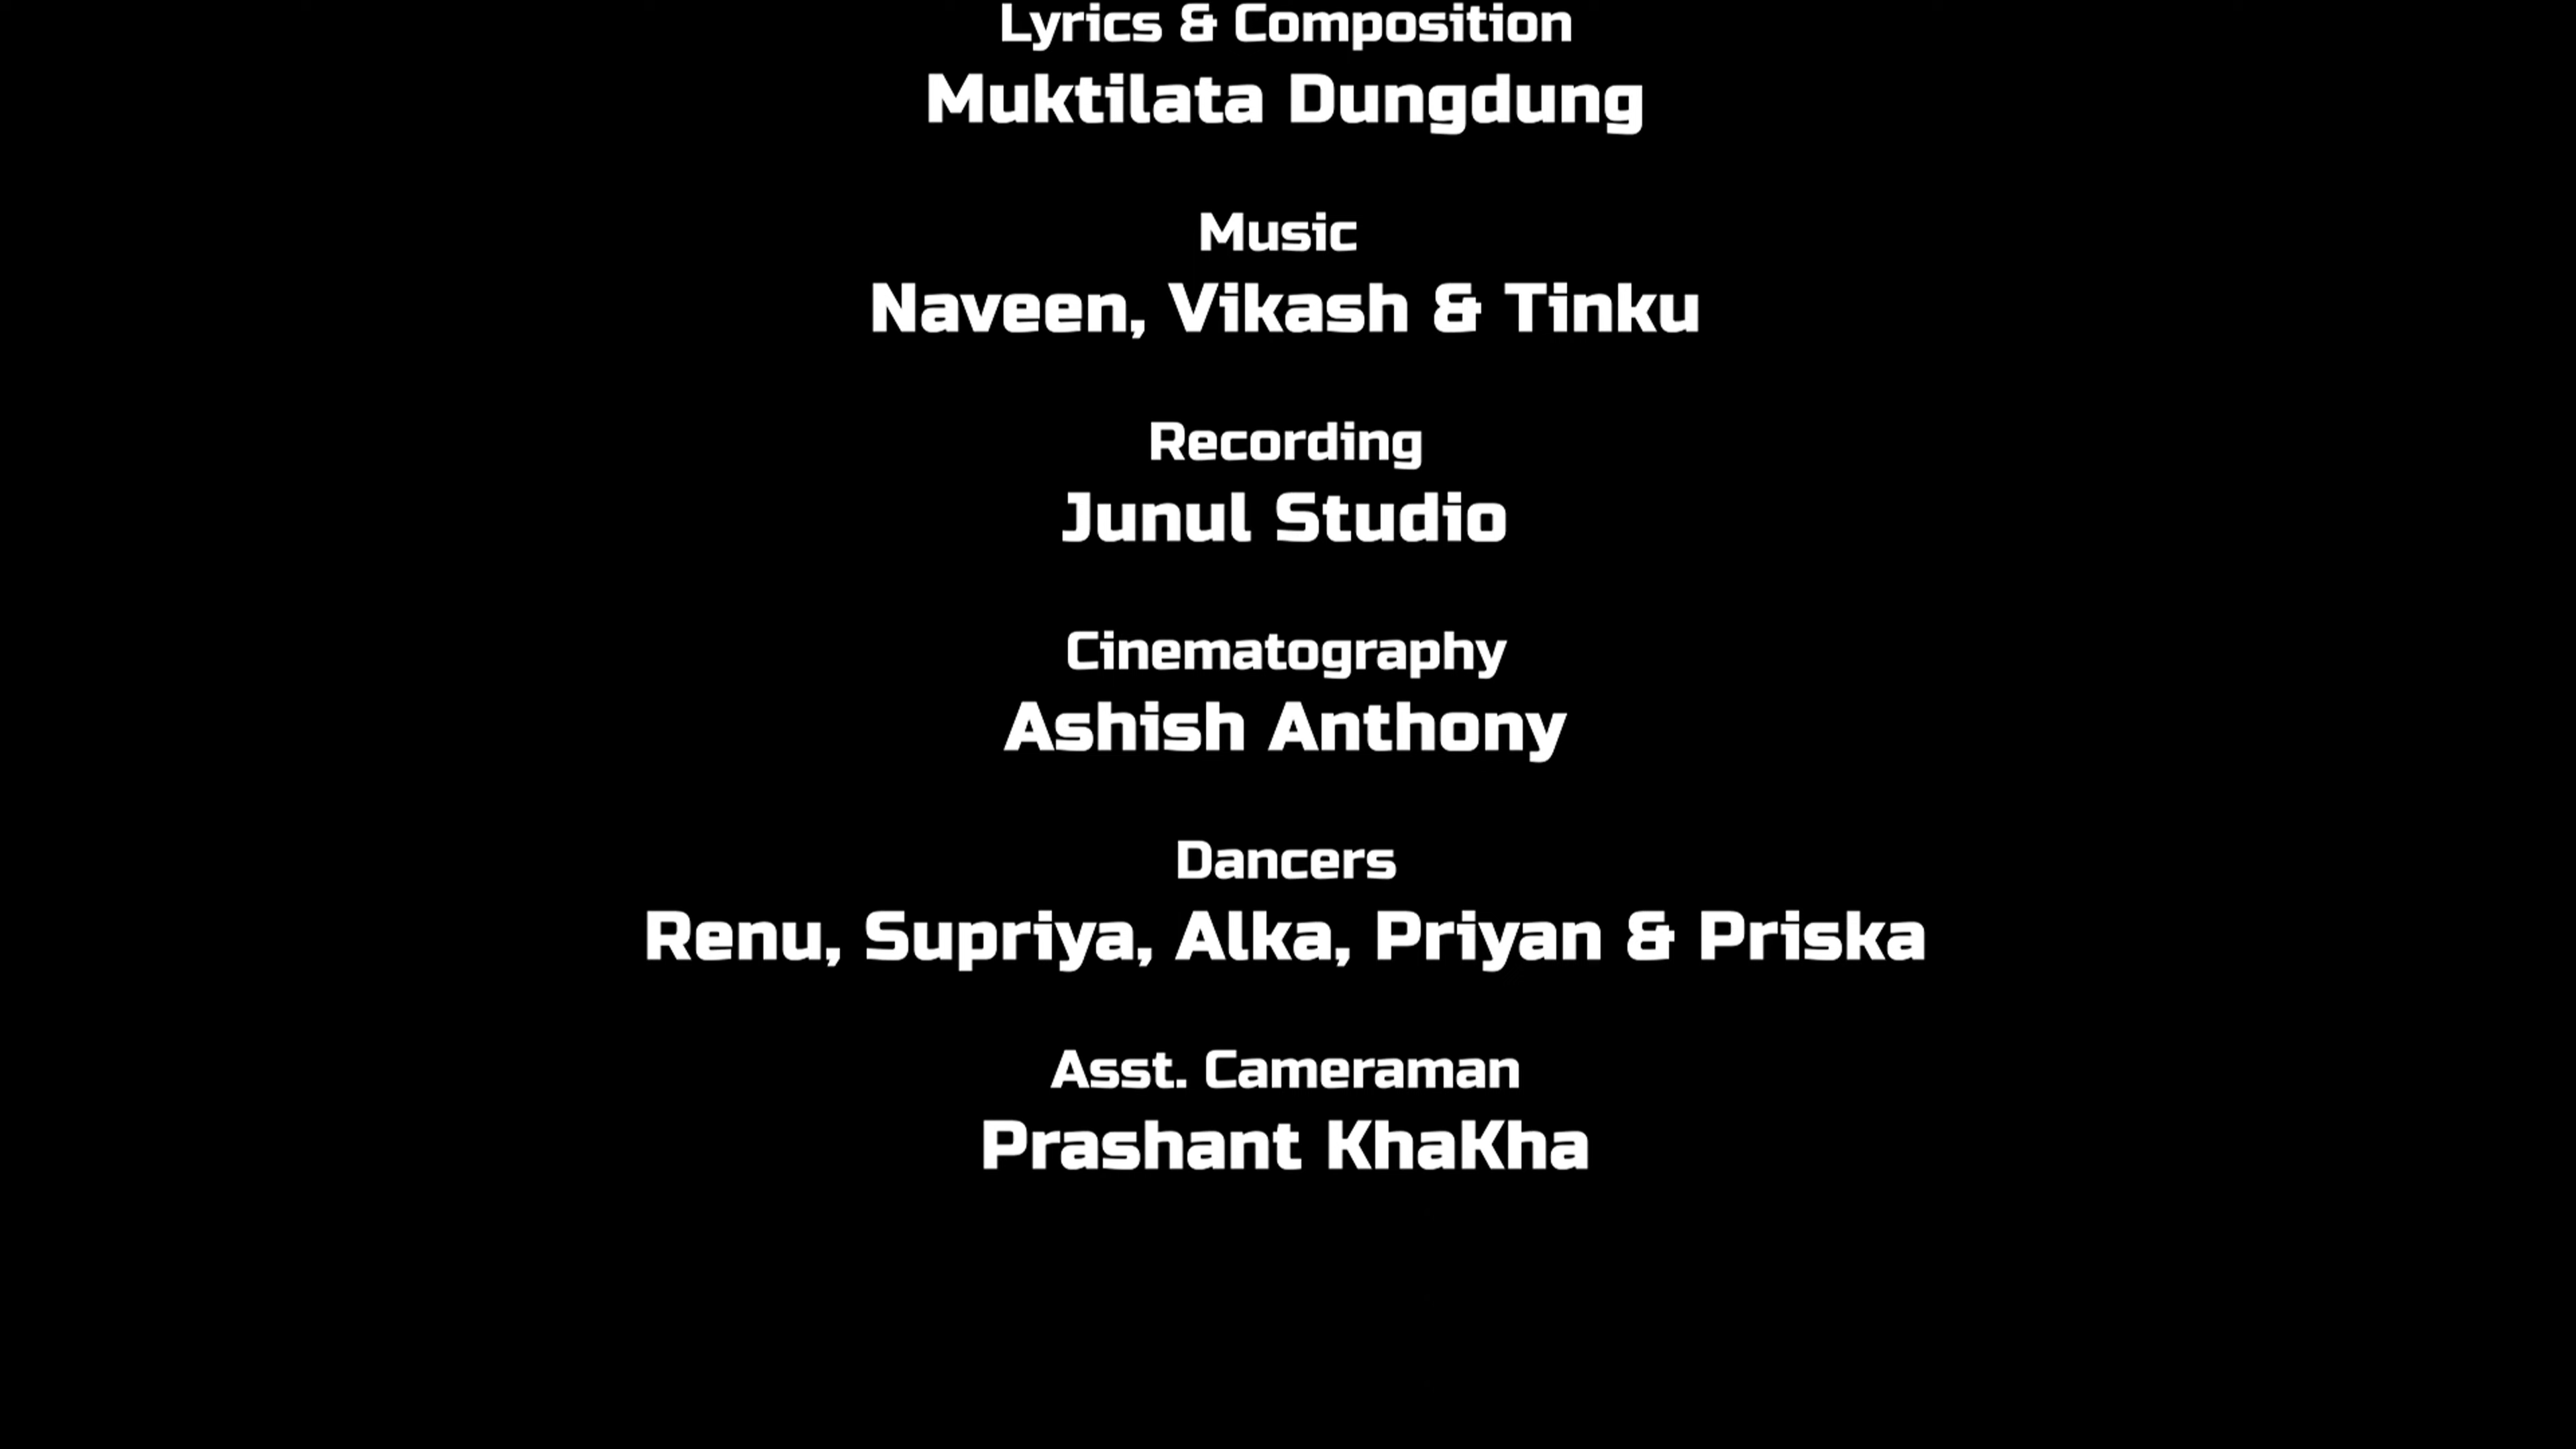 Lyrics & Composition
Muktilata Dungdung
Music
Naveen, Vikash & Tinku
Recording
Junul Studio
Cinematography
Ashish Anthony
Dancers
Renu, Supriya, Alka, Priyan & Priska
Asst. Cameraman
Prashant KhaKha